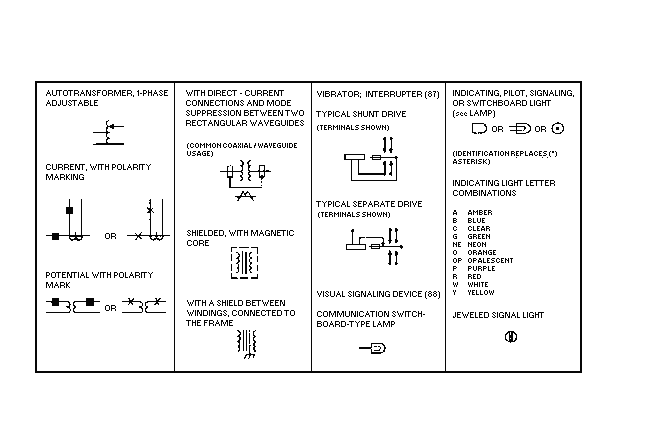 AUTOTRANSFORMER, 1-PHASE
ADJUSTABLE
CURRENT, WITH POLARITY
MARKING
OR
POTENTIAL WITH POLARITY
MARK
OR
WITH DIRECT - CURRENT
CONNECTIONS AND MODE
SUPPRESSION BETWEEN TWO
RECTANGULAR WAVEGUIDES
(COMMON COAXIAL / WAVEGUIDE
USAGE)
SHIELDED, WITH MAGNETIC
CORE
WITH A SHIELD BETWEEN
WINDINGS, CONNECTED TO
THE FRAME
VIBRATOR; INTERRUPTER (87)
TYPICAL SHUNT DRIVE
(TERMINALS SHOWN)
TYPICAL SEPARATE DRIVE
(TERMINALS SHOWN)
VISUAL SIGNALING DEVICE (88)
COMMUNICATION SWITCH-
BOARD-TYPE LAMP
INDICATING, PILOT, SIGNALING,
OR SWITCHBOARD LIGHT
(see LAMP)
OR OR
(IDENTIFICATION REPLACES (*)
ASTERISK)
INDICATING LIGHT LETTER
COMBINATIONS
A AMBER
B BLUE
C CLEAR
G GREEN
NE NEON
O ORANGE
OP OPALESCENT
P PURPLE
R RED
W WHITE
Y YELLOW
JEWELED SIGNAL LIGHT